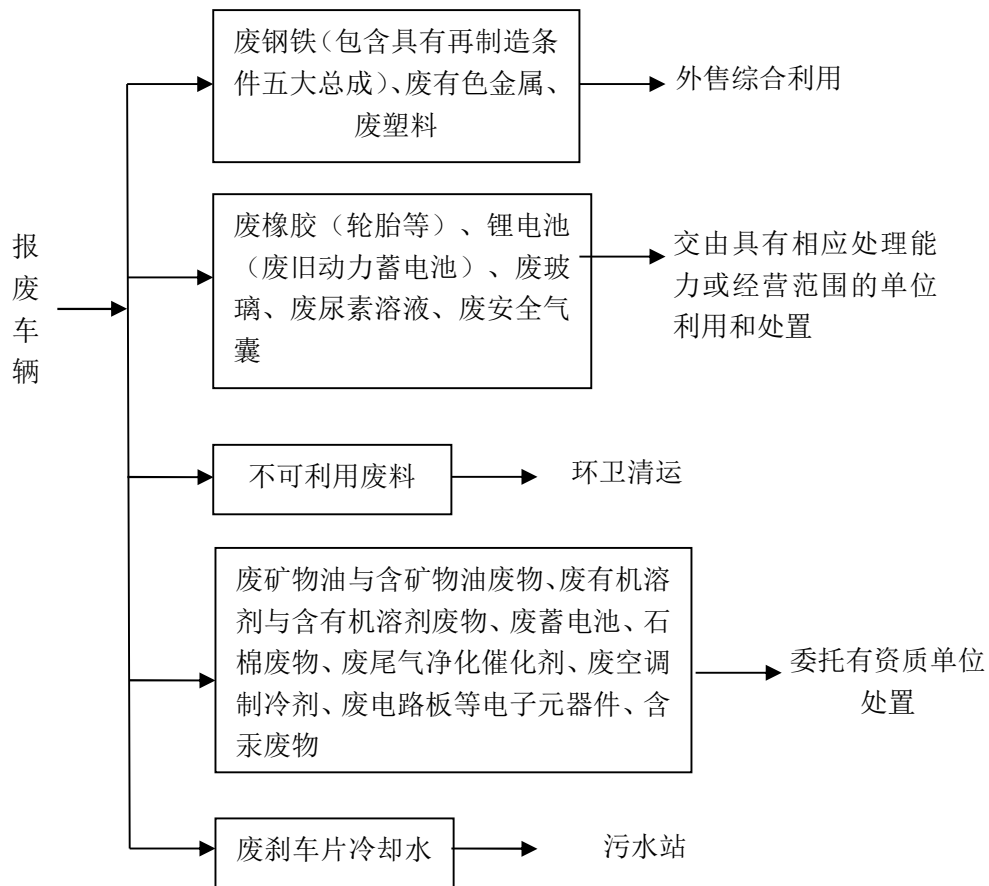 废钢铁（包含具有再制造条
件五大总成）、废有色金属、
废塑料
外售综合利用
报
废
车
辆
废橡胶（轮胎等）、锂电池
（废旧动力蓄电池）、废玻
璃、废尿素溶液、废安全气
囊
交由具有相应处理能
力或经营范围的单位
利用和处置
不可利用废料
环卫清运
废矿物油与含矿物油废物、废有机溶
剂与含有机溶剂废物、废蓄电池、石
棉废物、废尾气净化催化剂、废空调
制冷剂、废电路板等电子元器件、含
汞废物
委托有资质单位
处置
废刹车片冷却水
污水站